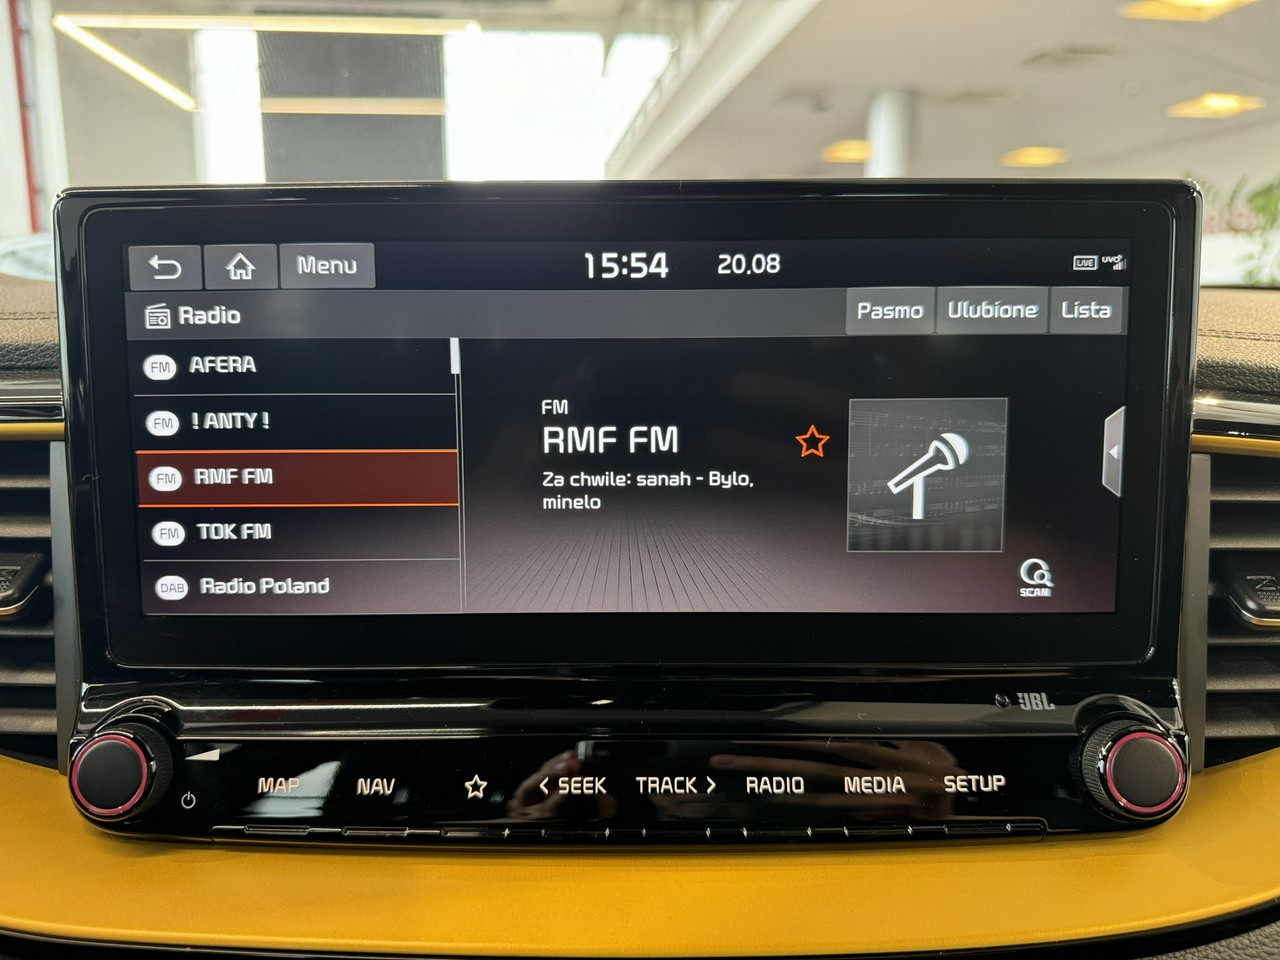 Menu
15:54
20.08
LIVE
UVO
Radio
Pasmo
Ulubione
Lista
FM AFERA
FM ! ANTY !
FM RMF FM
FM TOK FM
DAB Radio Poland
FM
RMF FM
Za chwile: sanah - Bylo,
minelo
SCAN
JBL
MAP
NAV
< SEEK
TRACK >
RADIO
MEDIA
SETUP